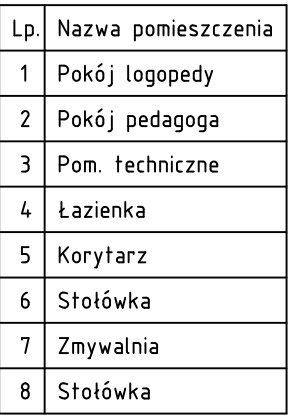 Lp. Nazwa pomieszczenia
1 Pokój logopedy
2 Pokój pedagoga
3 Pom. techniczne
4 Łazienka
5 Korytarz
6 Stołówka
7 Zmywalnia
8 Stołówka